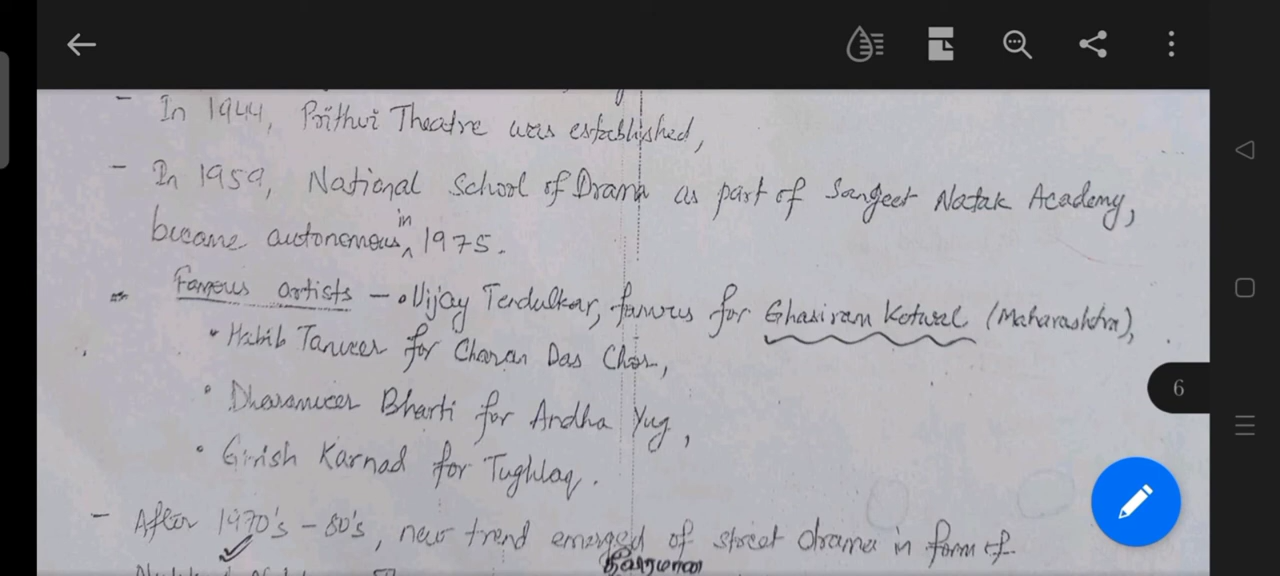 - In 1944, Prithvi Theatre was established,
- In 1959, National School of Drama as part of Sangeet Natak Academy,
became autonomous in 1975.
Famous artists - • Vijay Tendulkar, famous for Ghasiram Kotwal (Maharashtra),
• Habib Tanveer for Charan Das Chor,
• Dharamveer Bharti for Andha Yug,
6
• Girish Karnad for Tughlaq.
- After 1970's - 80's, new trend emerged of street drama in form of